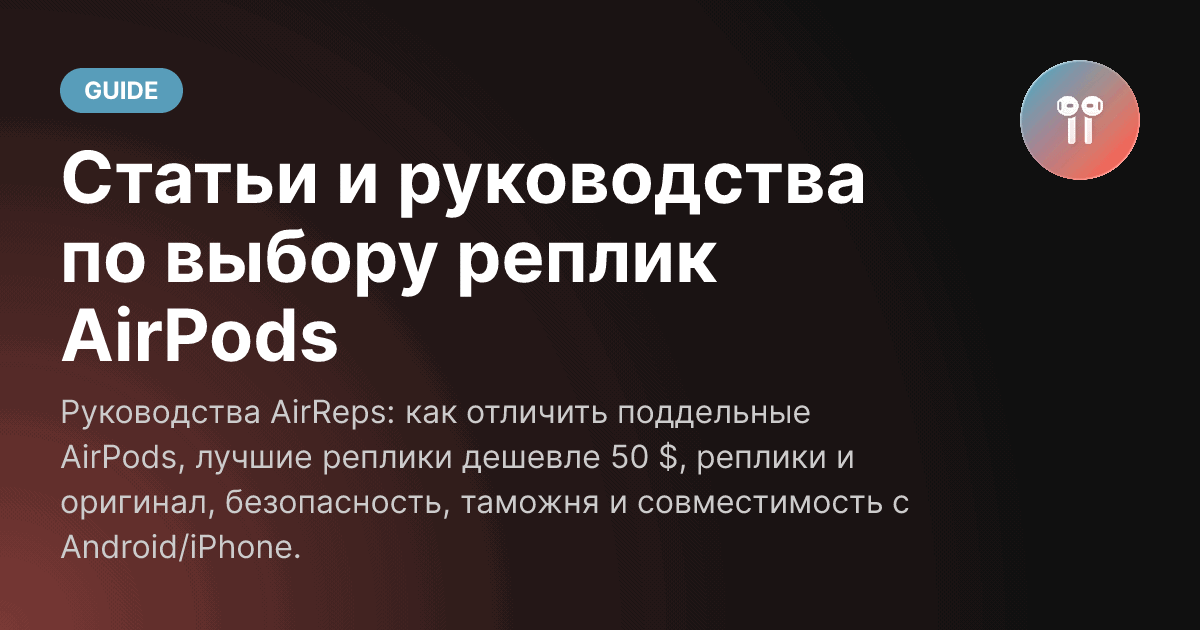 GUIDE
Статьи и руководства
по выбору реплик
AirPods
Руководства AirReps: как отличить поддельные
AirPods, лучшие реплики дешевле 50 $, реплики и
оригинал, безопасность, таможня и совместимость с
Android/iPhone.